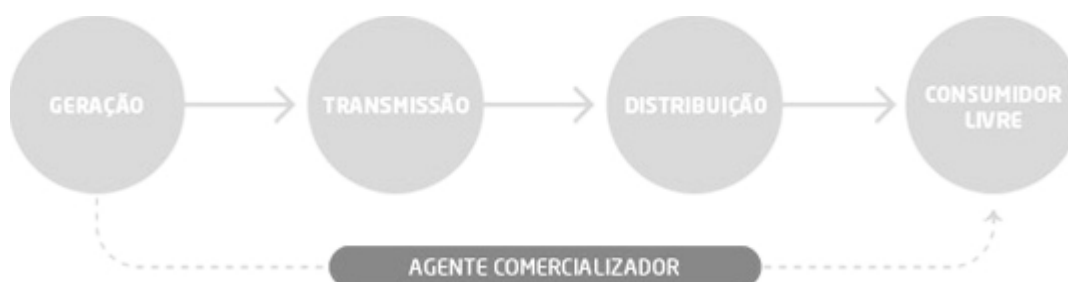 GERAÇÃO
TRANSMISSÃO
DISTRIBUIÇÃO
CONSUMIDOR
LIVRE
AGENTE COMERCIALIZADOR